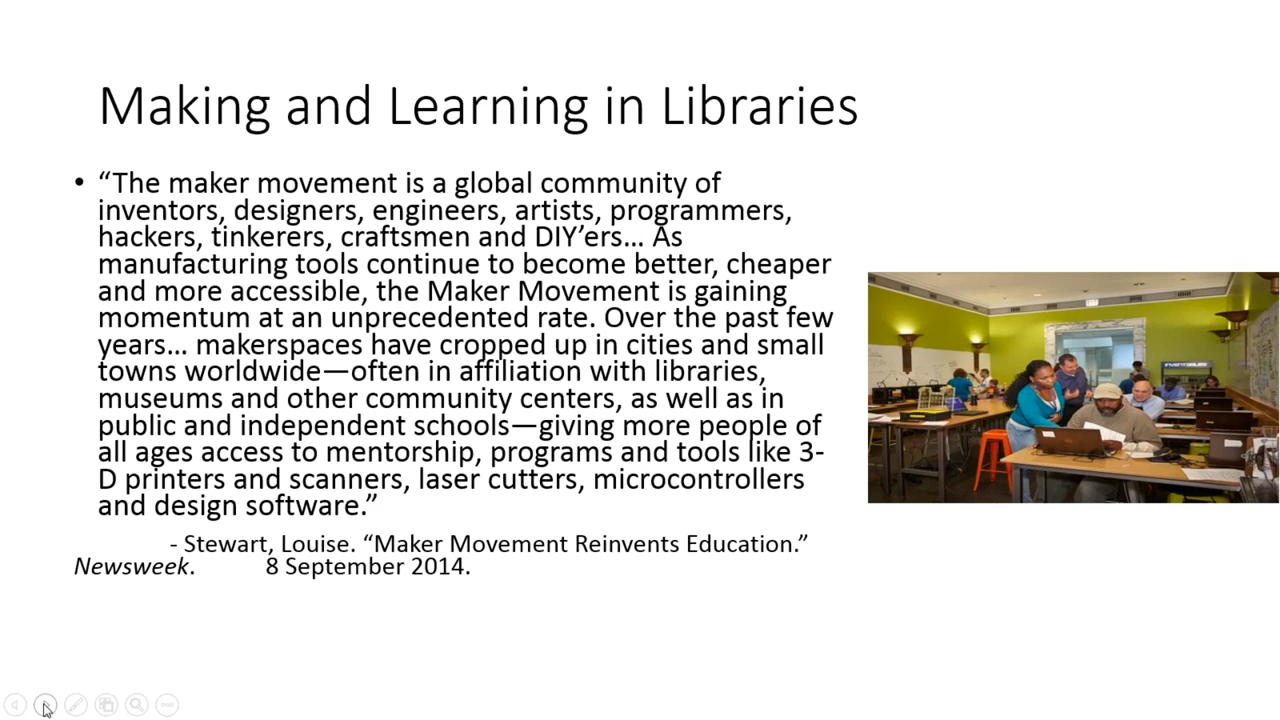 Making and Learning in Libraries
• “The maker movement is a global community of
inventors, designers, engineers, artists, programmers,
hackers, tinkerers, craftsmen and DIY’ers… As
manufacturing tools continue to become better, cheaper
and more accessible, the Maker Movement is gaining
momentum at an unprecedented rate. Over the past few
years… makerspaces have cropped up in cities and small
towns worldwide—often in affiliation with libraries,
museums and other community centers, as well as in
public and independent schools—giving more people of
all ages access to mentorship, programs and tools like 3-
D printers and scanners, laser cutters, microcontrollers
and design software.”
- Stewart, Louise. “Maker Movement Reinvents Education.”
Newsweek. 8 September 2014.